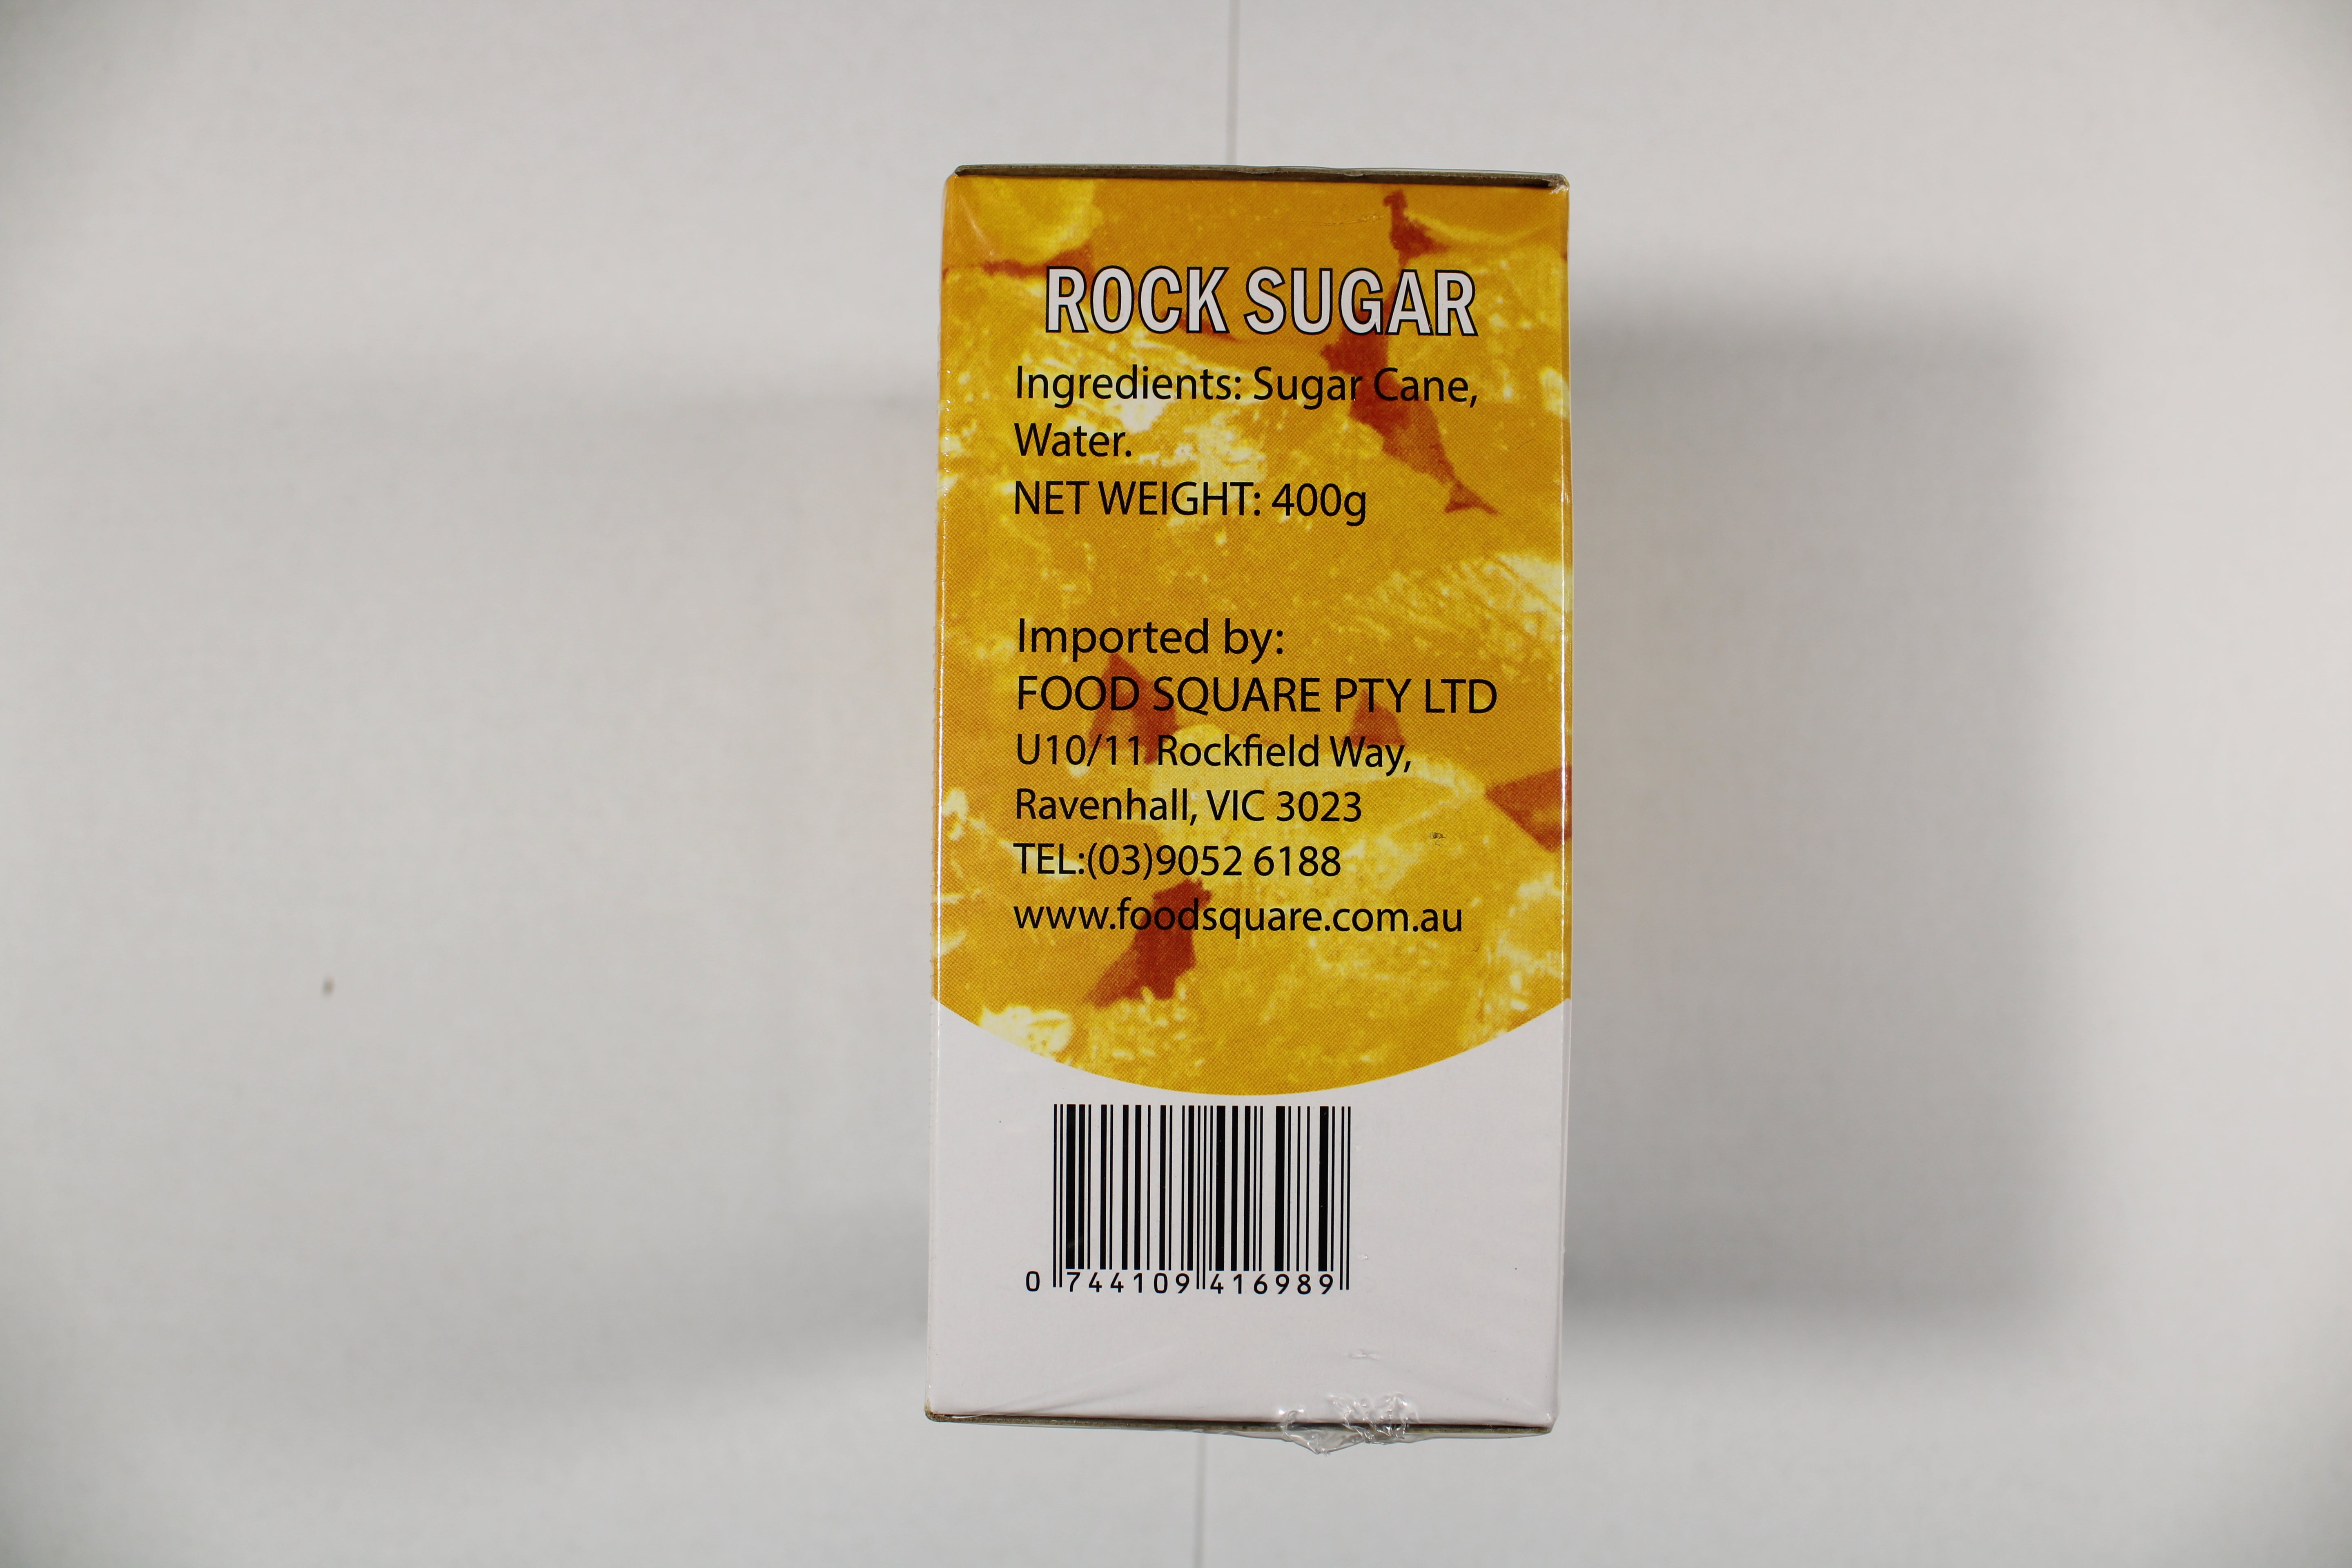 ROCK SUGAR
Ingredients: Sugar Cane,
Water.
NET WEIGHT: 400g
Imported by:
FOOD SQUARE PTY LTD
U10/11 Rockfield Way,
Ravenhall, VIC 3023
TEL:(03)9052 6188
www.foodsquare.com.au
0 744109 416989